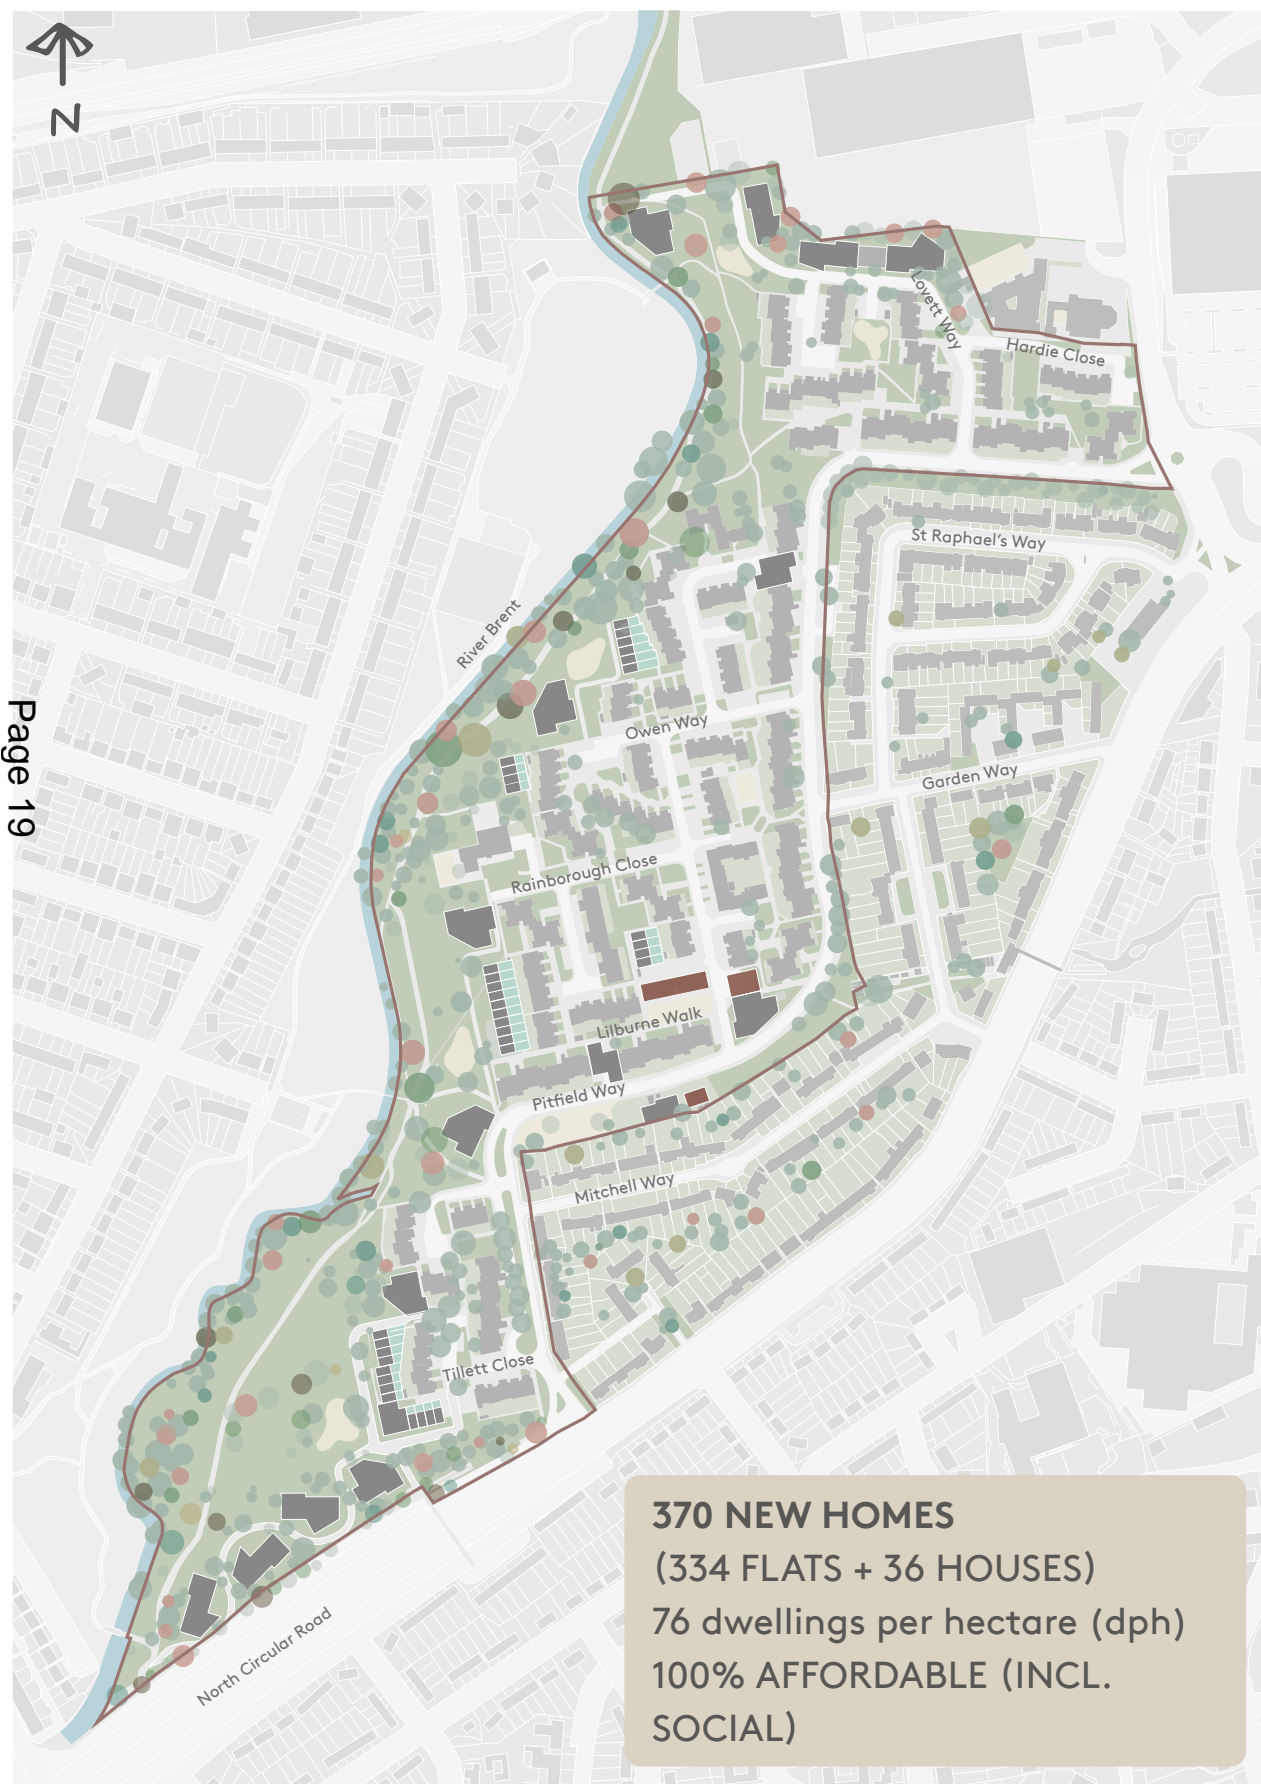 N
Lovett Way
Hardie Close
St Raphael's Way
River Brent
Page 19
Owen Way
Garden Way
Rainborough Close
Lilburne Walk
Pitfield Way
Mitchell Way
Tillett Close
North Circular Road
370 NEW HOMES
(334 FLATS + 36 HOUSES)
76 dwellings per hectare (dph)
100% AFFORDABLE (INCL.
SOCIAL)